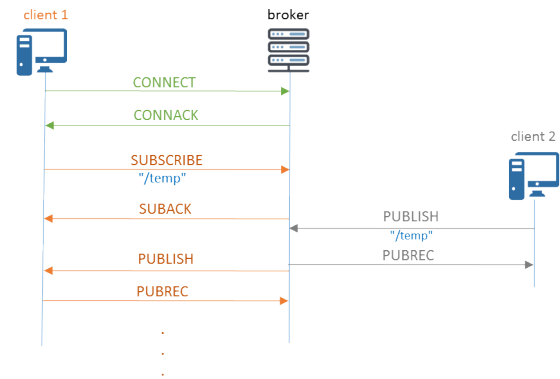 client 1
broker
CONNECT
CONNACK
client 2
SUBSCRIBE
"/temp"
SUBACK
PUBLISH
"/temp"
PUBLISH
PUBREC
PUBREC
.
.
.